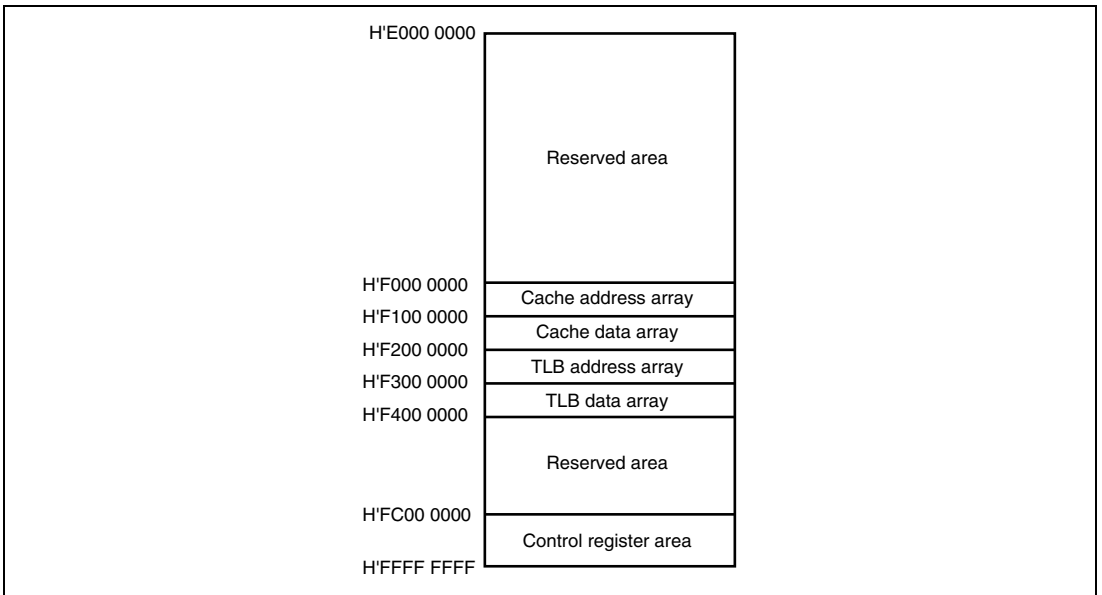 H'E000 0000
Reserved area
H'F000 0000
Cache address array
H'F100 0000
Cache data array
H'F200 0000
TLB address array
H'F300 0000
TLB data array
H'F400 0000
Reserved area
H'FC00 0000
Control register area
H'FFFF FFFF